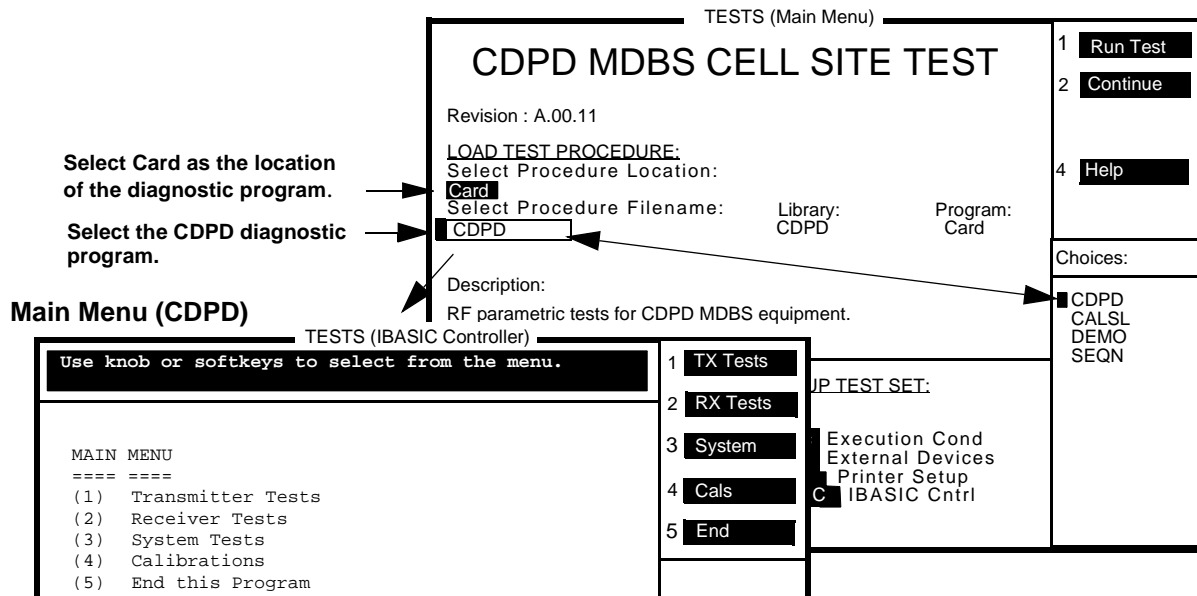 TESTS (Main Menu)
CDPD MDBS CELL SITE TEST
Revision : A.00.11
LOAD TEST PROCEDURE:
Select Procedure Location:
Card
Select Procedure Filename:
Library:
Program:
CDPD
CDPD
Card
Description:
RF parametric tests for CDPD MDBS equipment.
1 Run Test
2 Continue
4 Help
Choices:
CDPD
CALSL
DEMO
SEQN
Select Card as the location
of the diagnostic program.
Select the CDPD diagnostic
program.
Main Menu (CDPD)
TESTS (IBASIC Controller)
Use knob or softkeys to select from the menu.
MAIN MENU
==== ====
(1) Transmitter Tests
(2) Receiver Tests
(3) System Tests
(4) Calibrations
(5) End this Program
1 TX Tests
2 RX Tests
3 System
4 Cals
5 End
UP TEST SET:
Execution Cond
External Devices
Printer Setup
C IBASIC Cntrl